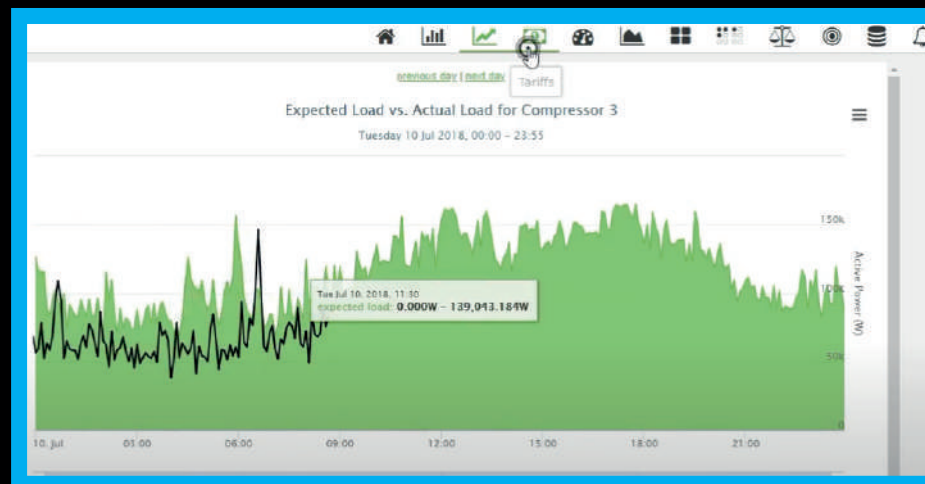 previous day | next day
Tariffs
Expected Load vs. Actual Load for Compressor 3
Tuesday 10 Jul 2018, 00:00 – 23:55
150k
Tue Jul 10, 2018, 11:30
expected load: 0.000W – 139,043.184W
100k
Active Power (W)
50k
0
10. Jul 03:00 06:00 09:00 12:00 15:00 18:00 21:00